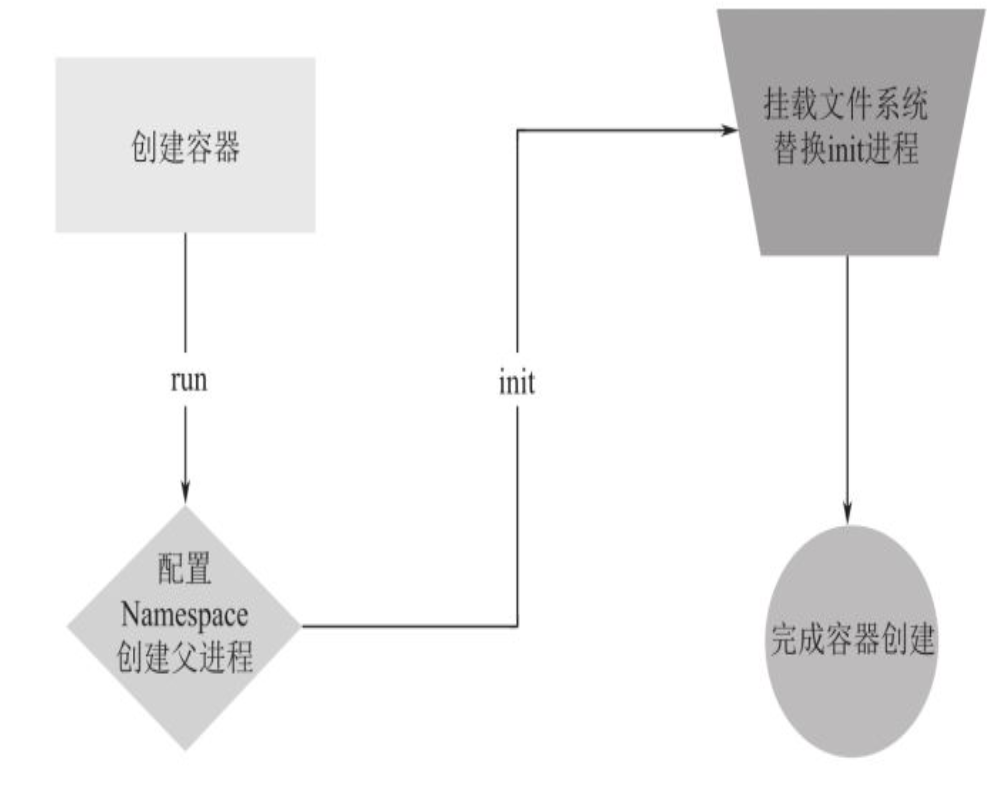 创建容器
run
配置
Namespace
创建父进程
init
挂载文件系统
替换init进程
完成容器创建